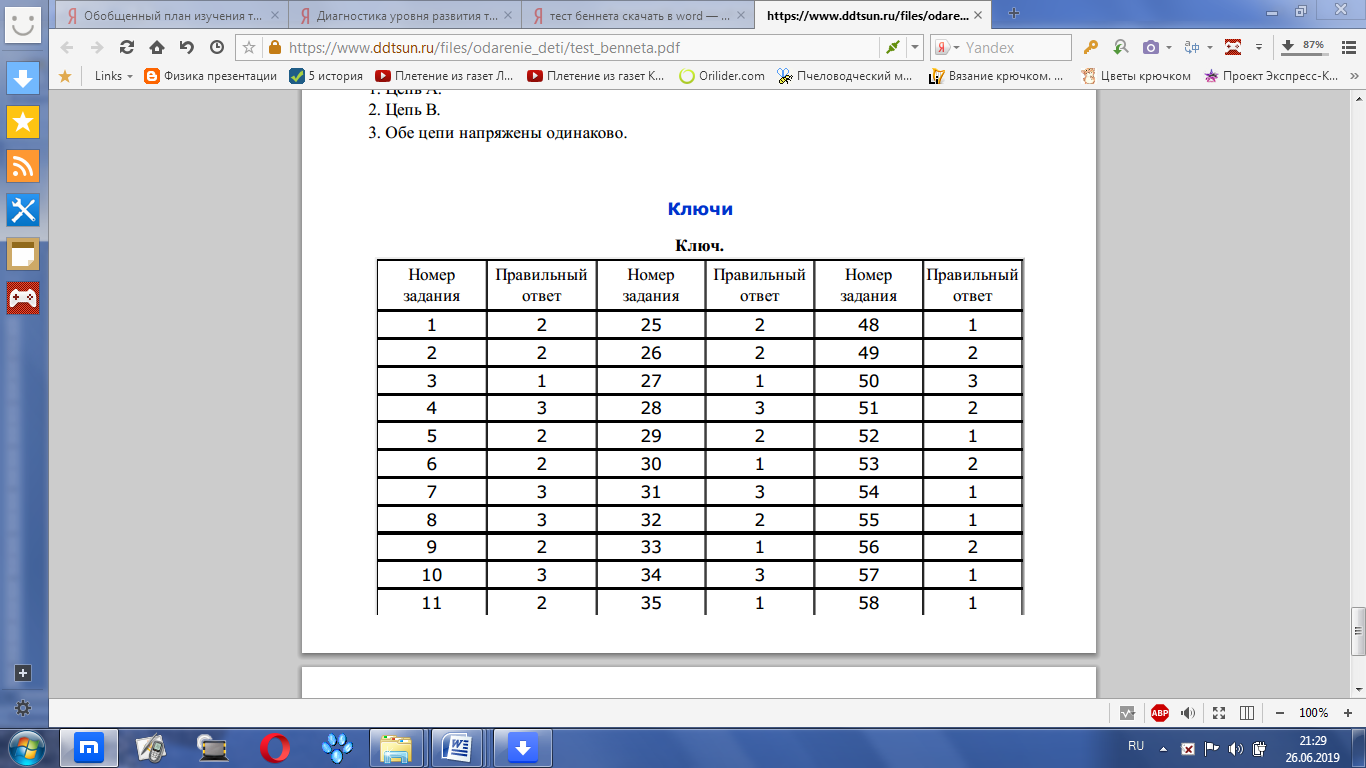 Обобщенный план изучения т...
Диагностика уровня развития т...
тест беннета скачать в word — ...
https://www.ddtsun.ru/files/odare...
https://www.ddtsun.ru/files/odarenie_deti/test_benneta.pdf
Yandex
87%
Links
Физика презентации
5 история
Плетение из газет Л...
Плетение из газет К...
Orilider.com
Пчеловодческий м...
Вязание крючком. ...
Цветы крючком
Проект Экспресс-К...
1. Цепь А.
2. Цепь В.
3. Обе цепи напряжены одинаково.
Ключи
Ключ.
Номер задания Правильный ответ Номер задания Правильный ответ Номер задания Правильный ответ
1 2 25 2 48 1
2 2 26 2 49 2
3 1 27 1 50 3
4 3 28 3 51 2
5 2 29 2 52 1
6 2 30 1 53 2
7 3 31 3 54 1
8 3 32 2 55 1
9 2 33 1 56 2
10 3 34 3 57 1
11 2 35 1 58 1
ABP
100%
RU
21:29
26.06.2019